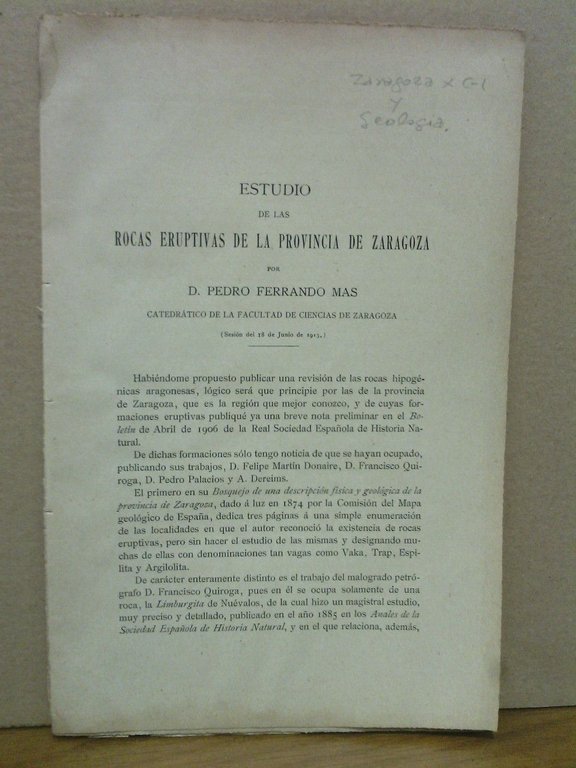 Zaragoza x G-1
y
Geologia.
ESTUDIO
DE LAS
ROCAS ERUPTIVAS DE LA PROVINCIA DE ZARAGOZA
POR
D. PEDRO FERRANDO MAS
CATEDRÁTICO DE LA FACULTAD DE CIENCIAS DE ZARAGOZA
(Sesión del 18 de Junio de 1913.)
Habiéndome propuesto publicar una revisión de las rocas hipogé-
nicas aragonesas, lógico será que principie por las de la provincia
de Zaragoza, que es la región que mejor conozco, y de cuyas for-
maciones eruptivas publiqué ya una breve nota preliminar en el Bo-
letín de Abril de 1906 de la Real Sociedad Española de Historia Na-
tural.
De dichas formaciones sólo tengo noticia de que se hayan ocupado,
publicando sus trabajos, D. Felipe Martín Donaire, D. Francisco Qui-
roga, D. Pedro Palacios y A. Dereims.
El primero en su Bosquejo de una descripción física y geológica de la
provincia de Zaragoza, dado á luz en 1874 por la Comisión del Mapa
geológico de España, dedica tres páginas á una simple enumeración
de las localidades en que el autor reconoció la existencia de rocas
eruptivas, pero sin hacer el estudio de las mismas y designando mu-
chas de ellas con denominaciones tan vagas como Vaka, Trap, Espi-
lita y Argilolita.
De carácter enteramente distinto es el trabajo del malogrado petró-
grafo D. Francisco Quiroga, pues en él se ocupa solamente de una
roca, la Limburgita de Nuévalos, de la cual hizo un magistral estudio,
muy preciso y detallado, publicado en el año 1885 en los Anales de la
Sociedad Española de Historia Natural, y en el que relaciona, además,